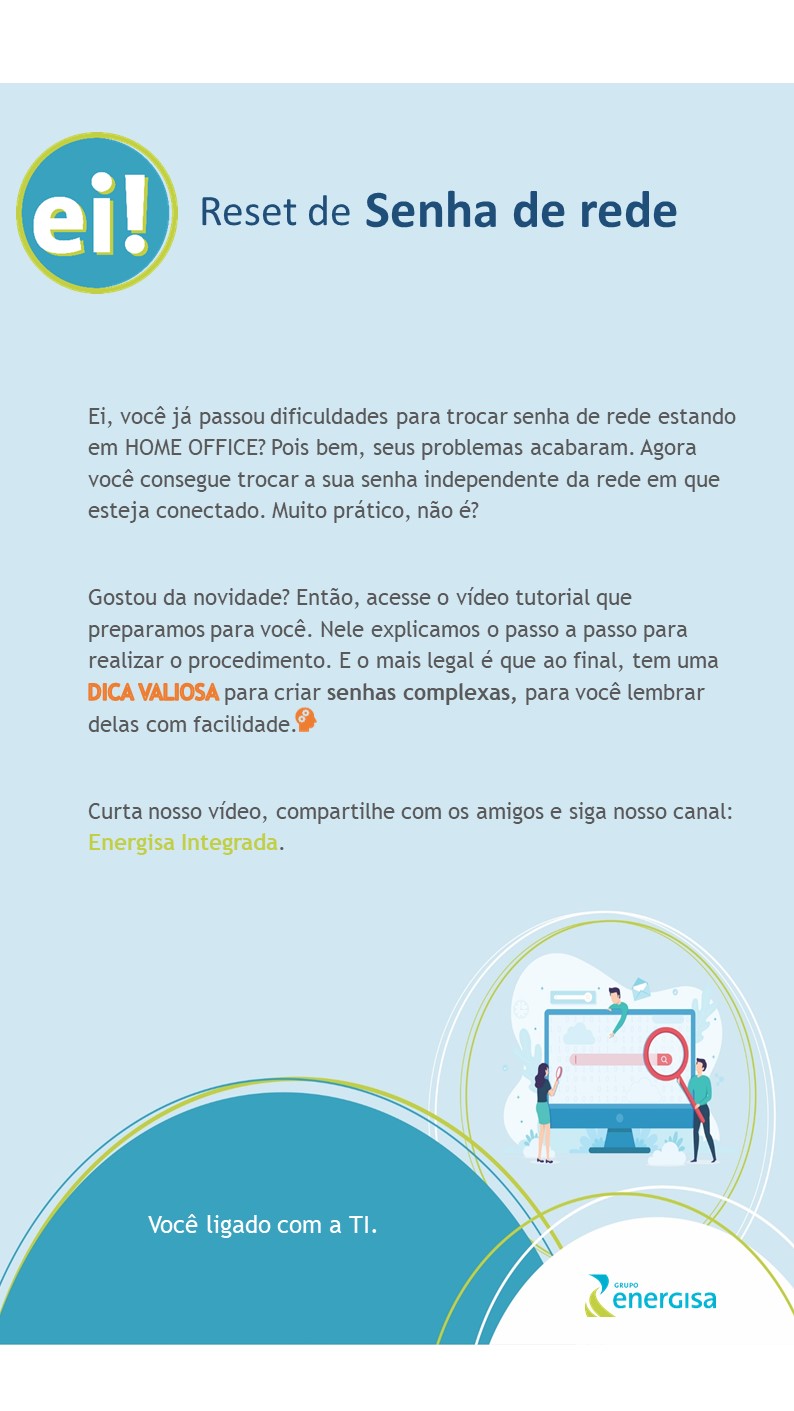 ei!
Reset de Senha de rede
Ei, você já passou dificuldades para trocar senha de rede estando
em HOME OFFICE? Pois bem, seus problemas acabaram. Agora
você consegue trocar a sua senha independente da rede em que
esteja conectado. Muito prático, não é?
Gostou da novidade? Então, acesse o vídeo tutorial que
preparamos para você. Nele explicamos o passo a passo para
realizar o procedimento. E o mais legal é que ao final, tem uma
DICA VALIOSA para criar senhas complexas, para você lembrar
delas com facilidade.
Curta nosso vídeo, compartilhe com os amigos e siga nosso canal:
Energisa Integrada.
Você ligado com a TI.
GRUPO
energisa